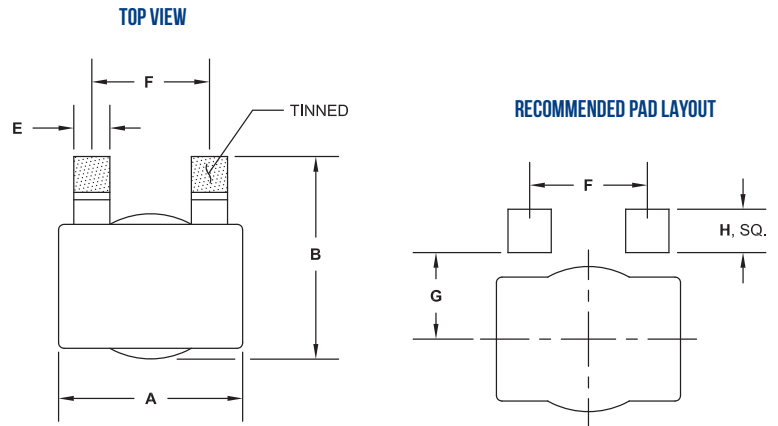 TOP VIEW
F
E
TINNED
B
A
RECOMMENDED PAD LAYOUT
F
H, SQ.
G